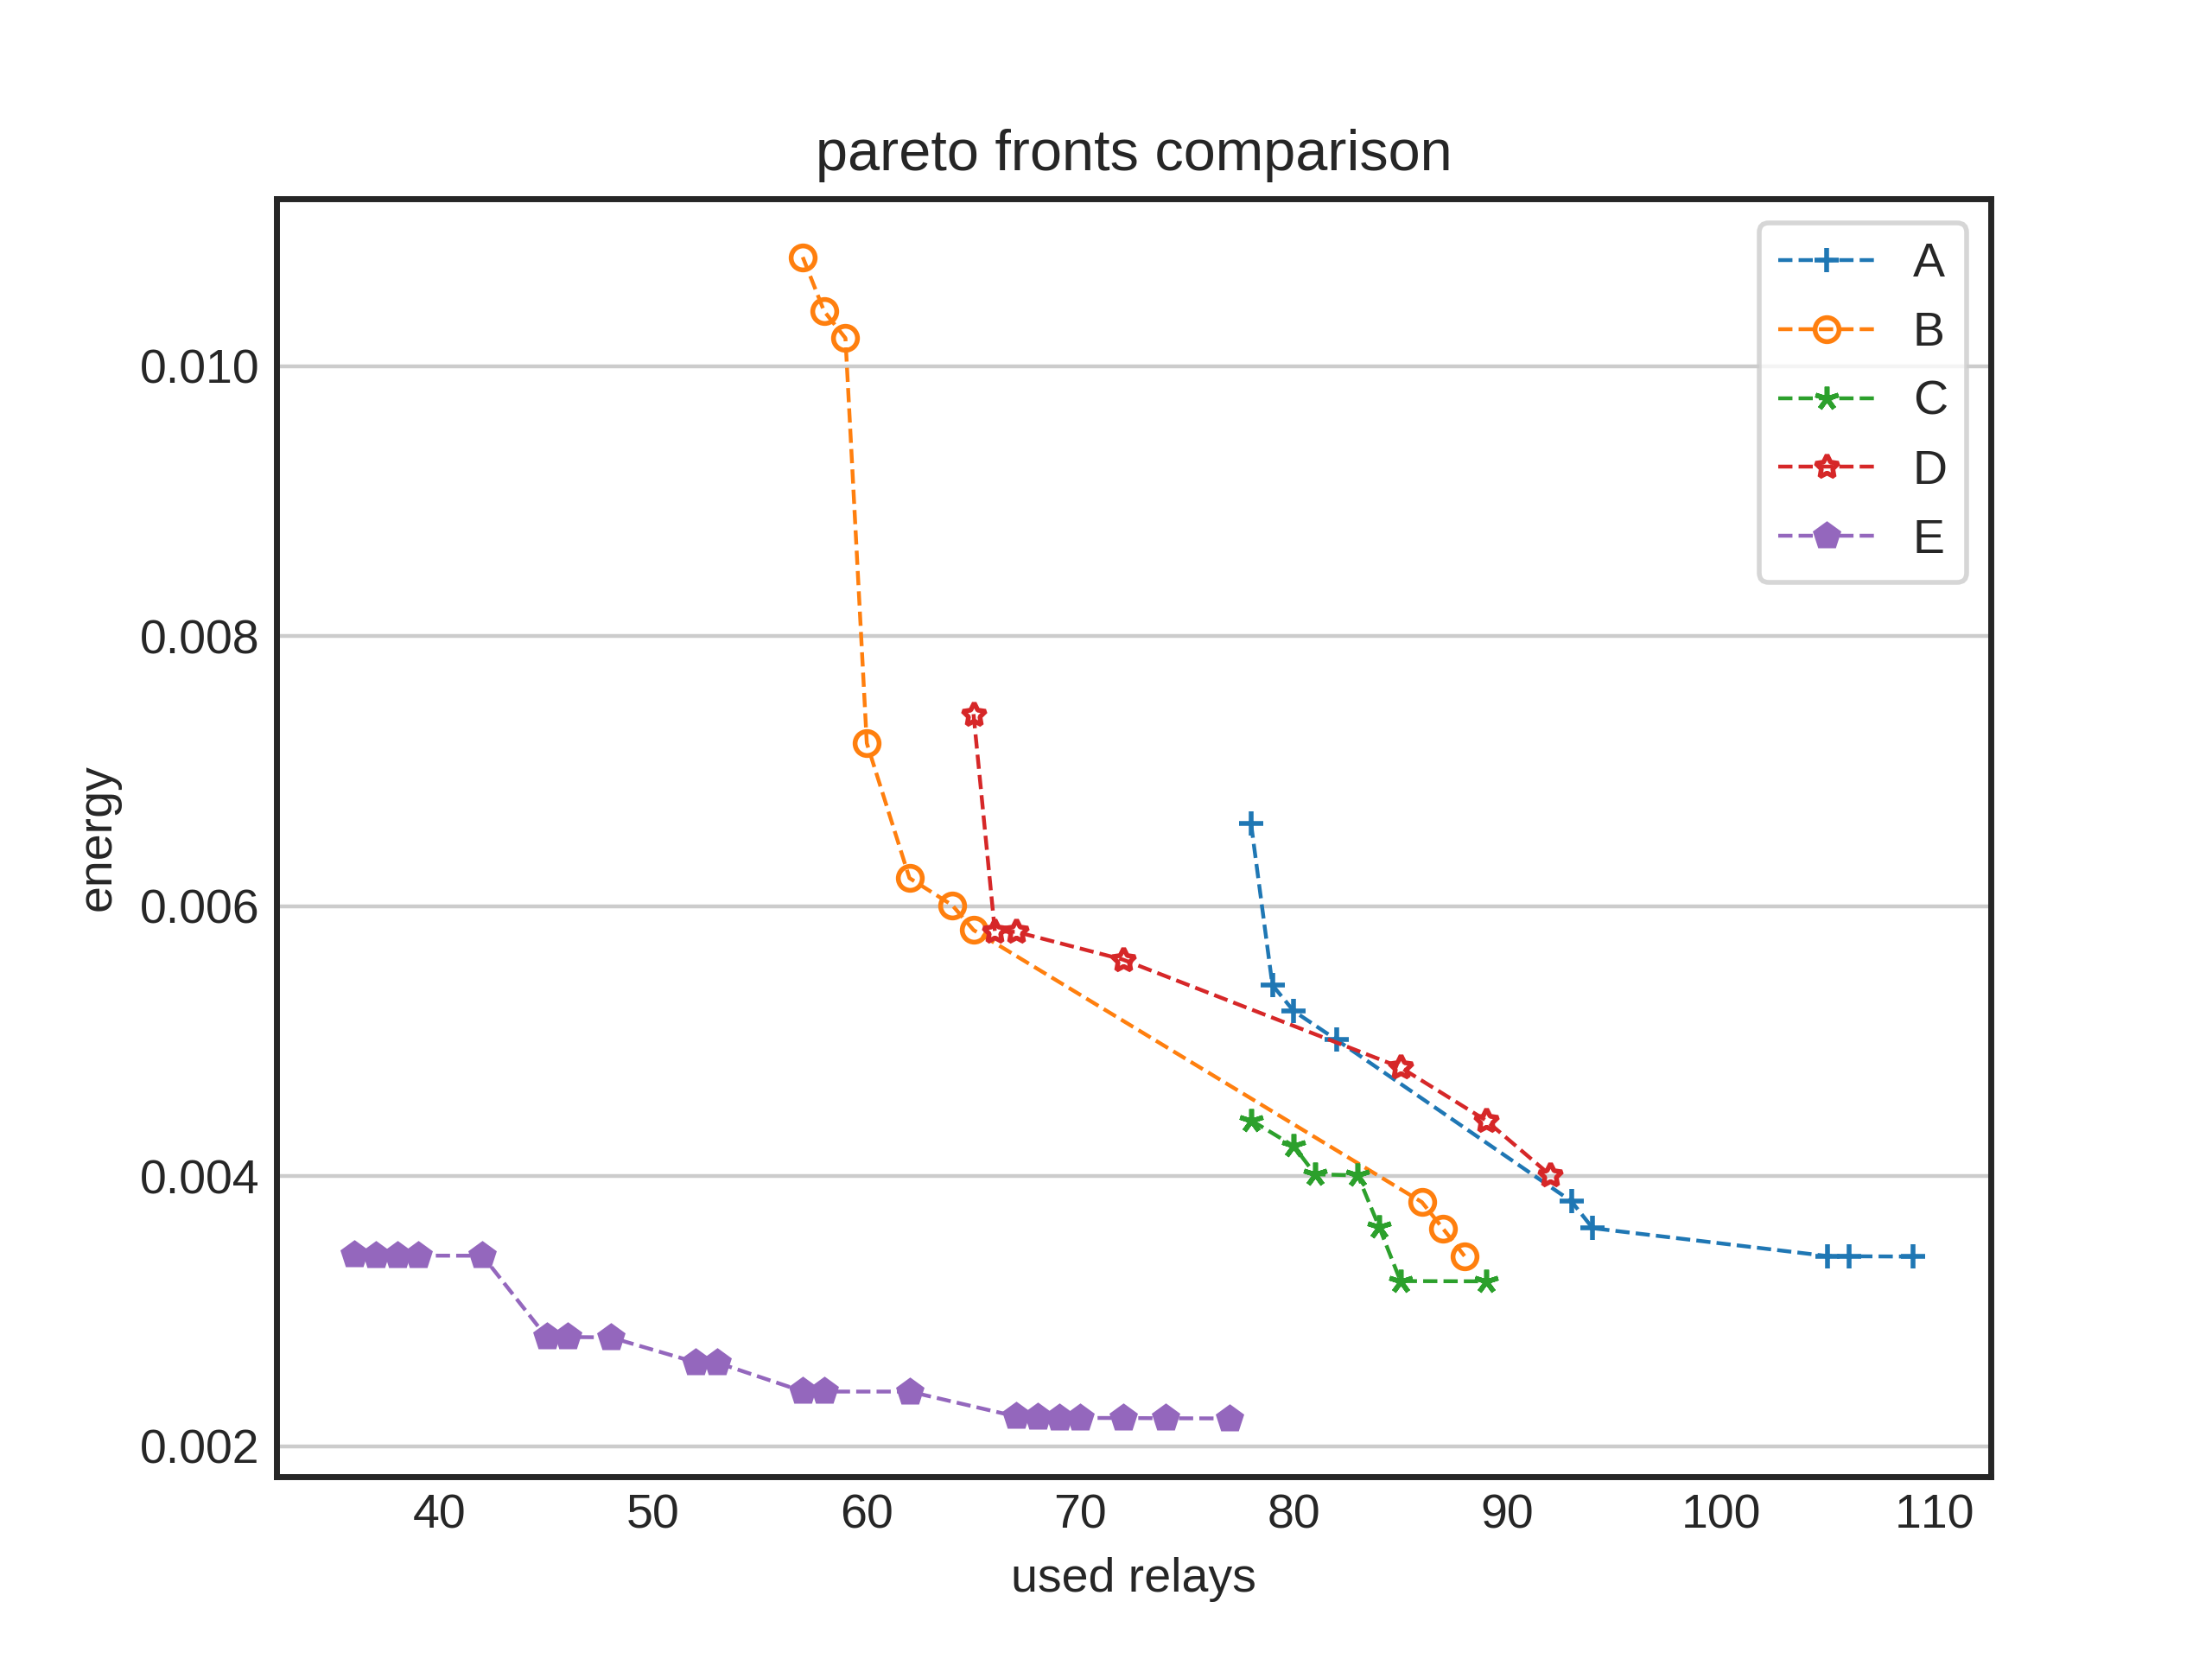 pareto fronts comparison
A
B
C
D
E
0.010
0.008
0.006
0.004
0.002
energy
40 50 60 70 80 90 100 110
used relays